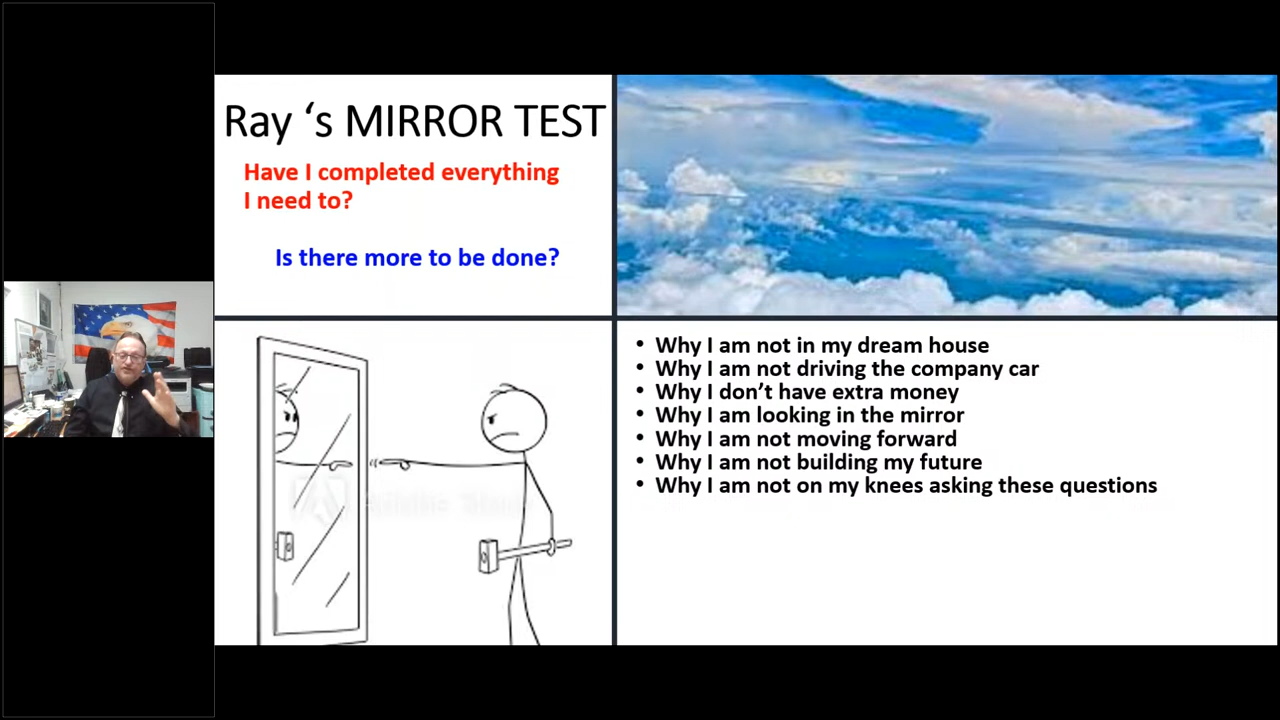 Ray ‘s MIRROR TEST
Have I completed everything
I need to?
Is there more to be done?
• Why I am not in my dream house
• Why I am not driving the company car
• Why I don’t have extra money
• Why I am looking in the mirror
• Why I am not moving forward
• Why I am not building my future
• Why I am not on my knees asking these questions